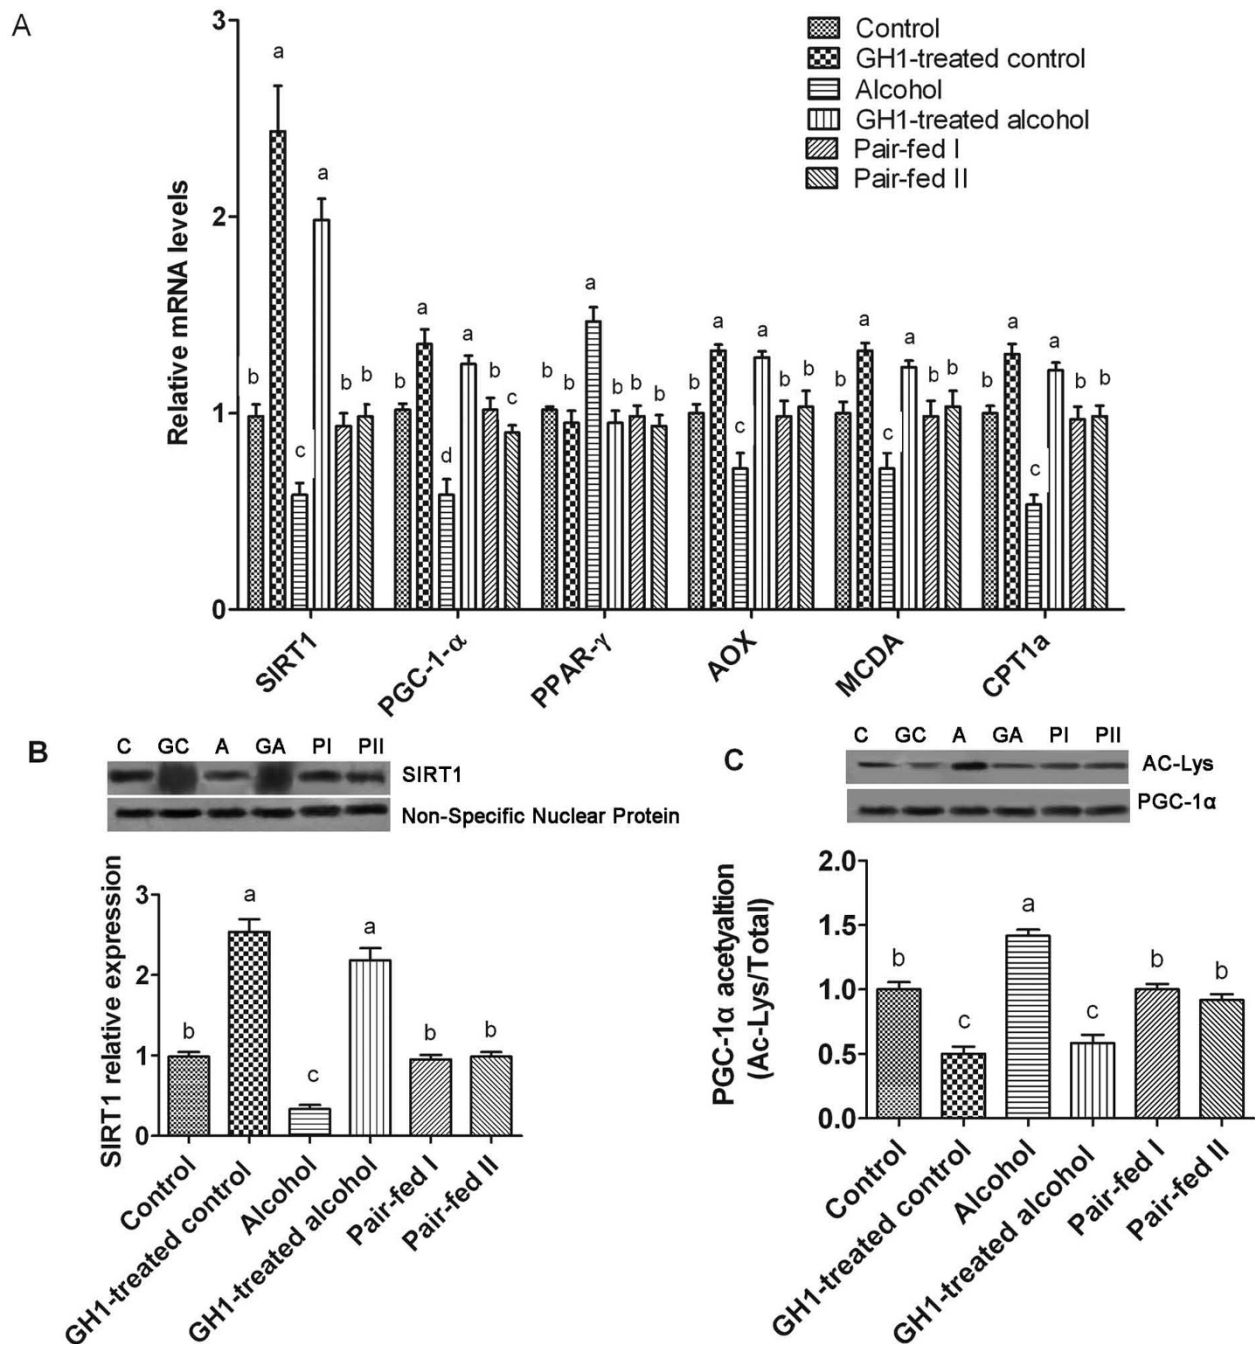 A
3
2
1
0
Relative mRNA levels
Control
GH1-treated control
Alcohol
GH1-treated alcohol
Pair-fed I
Pair-fed II
b a c a b b
b a d a b c
b b a b b b
b a c a b b
b a c a b b
b a c a b b
SIRT1
PGC-1-α
PPAR-γ
AOX
MCDA
CPT1a
B
C GC A GA PI PII
SIRT1
Non-Specific Nuclear Protein
SIRT1 relative expression
3
2
1
0
b a c a b b
Control
GH1-treated control
Alcohol
GH1-treated alcohol
Pair-fed I
Pair-fed II
C
C GC A GA PI PII
AC-Lys
PGC-1α
PGC-1α acetyaltion
(Ac-Lys/Total)
2.0
1.5
1.0
0.5
0.0
b c a c b b
Control
GH1-treated control
Alcohol
GH1-treated alcohol
Pair-fed I
Pair-fed II